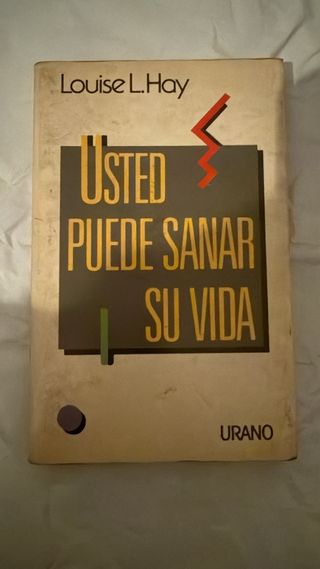 Louise L. Hay
USTED
PUEDE SANAR
SU VIDA
URANO